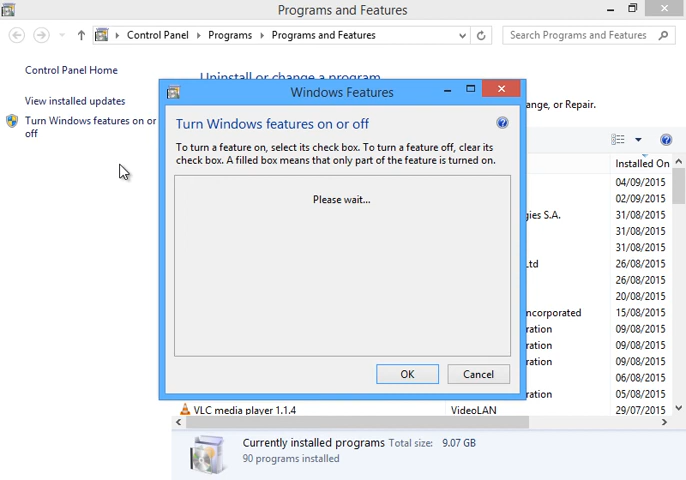 Programs and Features
Control Panel
Programs
Programs and Features
Search Programs and Features
Control Panel Home
Uninstall or change a program
View installed updates
Turn Windows features on or
off
ange, or Repair.
Windows Features
Turn Windows features on or off
To turn a feature on, select its check box. To turn a feature off, clear its
check box. A filled box means that only part of the feature is turned on.
Please wait...
OK
Cancel
Installed On
04/09/2015
02/09/2015
gies S.A. 31/08/2015
31/08/2015
31/08/2015
Ltd 26/08/2015
26/08/2015
20/08/2015
ncorporated 15/08/2015
ration 09/08/2015
ration 09/08/2015
ration 09/08/2015
06/08/2015
ration 05/08/2015
VLC media player 1.1.4 VideoLAN 29/07/2015
Currently installed programs Total size: 9.07 GB
90 programs installed